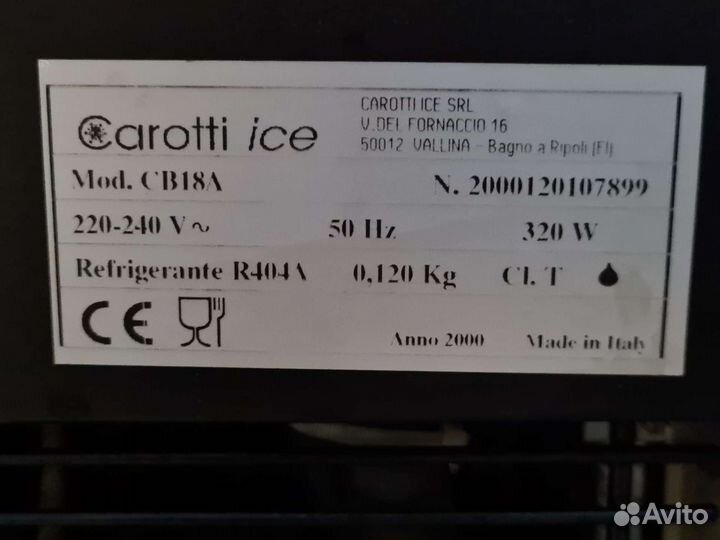 Carotti ice
CAROTTI ICE SRL
V.DEL FORNACCIO 16
50012 VALLINA - Bagno a Ripoli (FI)
Mod. CB18A N. 2000120107899
220-240 V ~ 50 Hz 320 W
Refrigerante R404A 0,120 Kg Cl. T
CE Anno 2000 Made in Italy
Avito